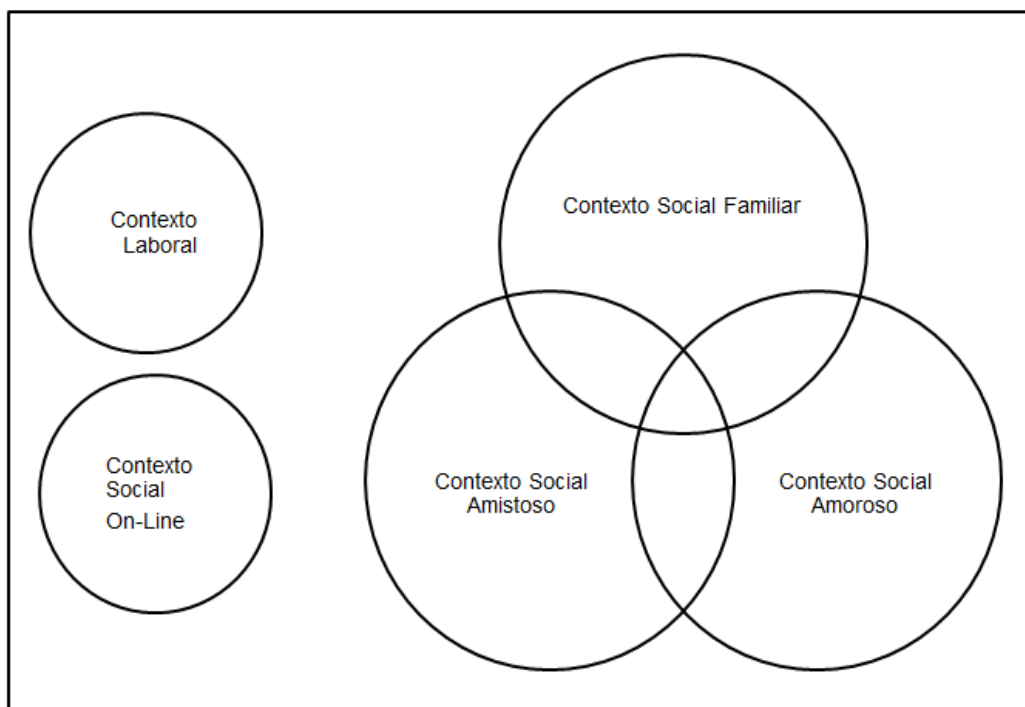 Contexto
Laboral
Contexto Social Familiar
Contexto
Social
On-Line
Contexto Social
Amistoso
Contexto Social
Amoroso